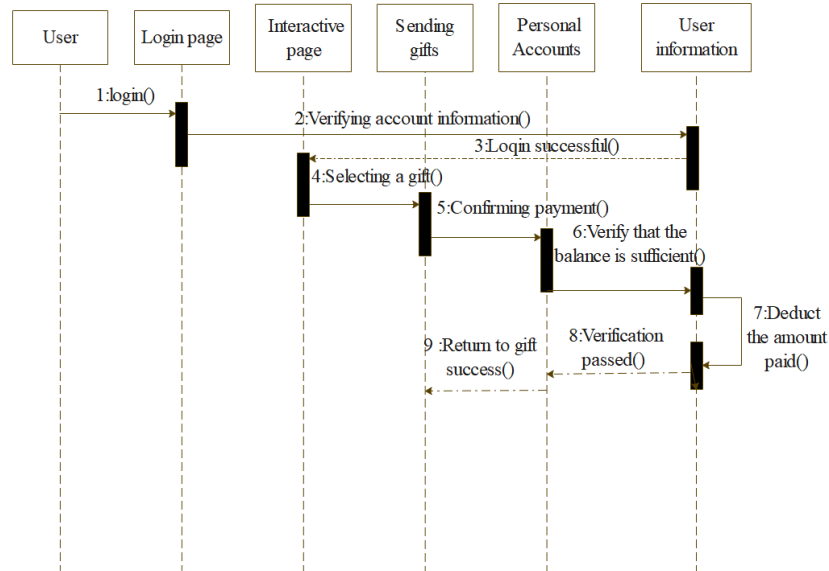 User
Login page
Interactive
page
Sending
gifts
Personal
Accounts
User
information
1:login()
2:Verifying account information()
3:Loqin successful()
4:Selecting a gift()
5:Confirming payment()
6:Verify that the
balance is sufficient()
7:Deduct
the amount
paid()
8:Verification
passed()
9 :Return to gift
success()